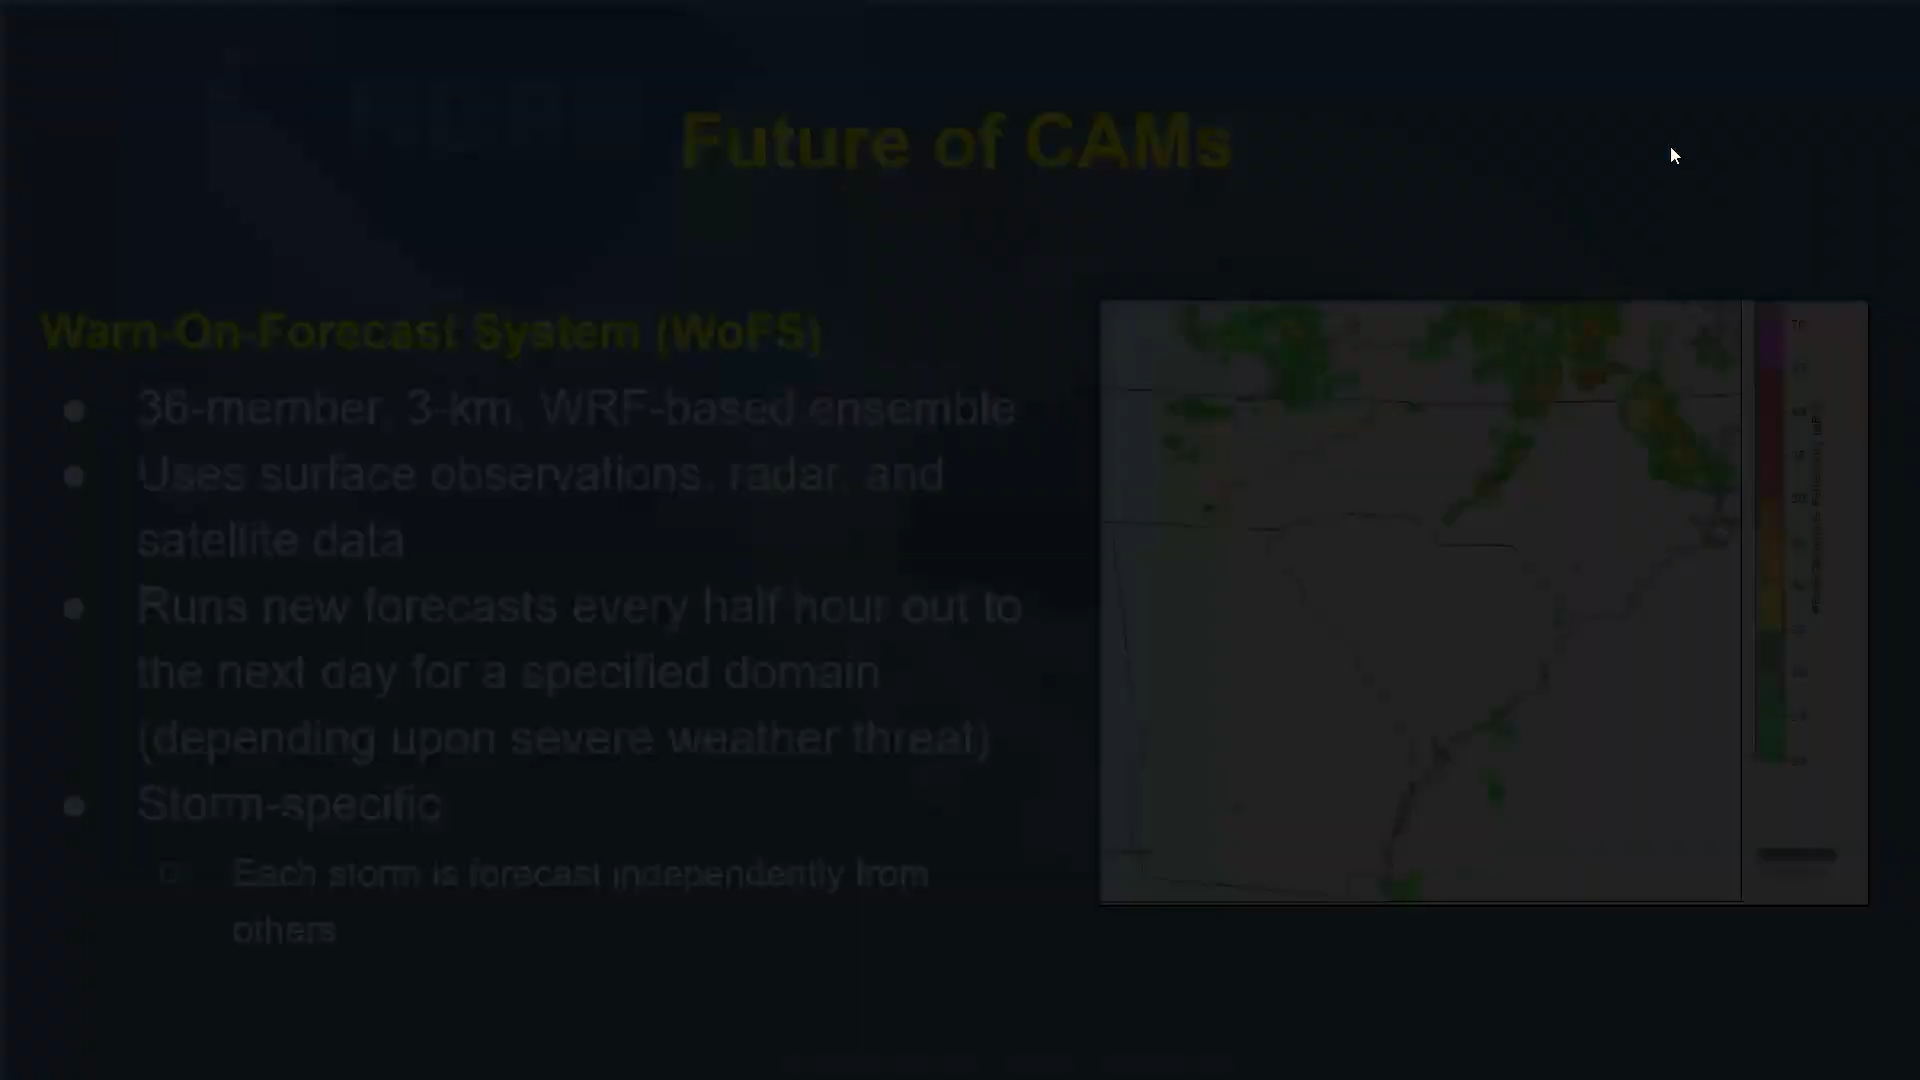 Future of CAMs
Warn-On-Forecast System (WoFS)
● 36-member, 3-km, WRF-based ensemble
● Uses surface observations, radar, and
satellite data
● Runs new forecasts every half hour out to
the next day for a specified domain
(depending upon severe weather threat)
● Storm-specific
Each storm is forecast independently from
others
70